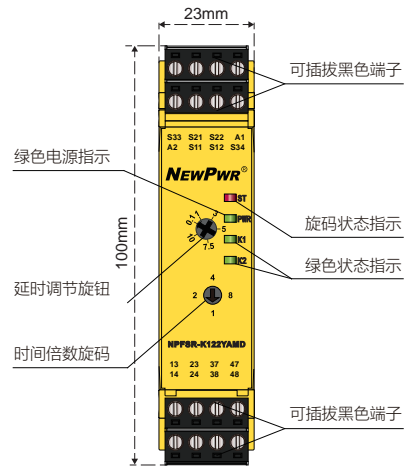 23mm
可插拔黑色端子
S33 S21 S22 A1
A2 S11 S12 S34
绿色电源指示
NEWPWR®
ST
PWR
旋码状态指示
0.1 1 3 5 7.5 10
K1
绿色状态指示
K2
100mm
延时调节旋钮
4
2 8
1
时间倍数旋码
NPFSR-K122YAMD
13 23 37 47
14 24 38 48
可插拔黑色端子